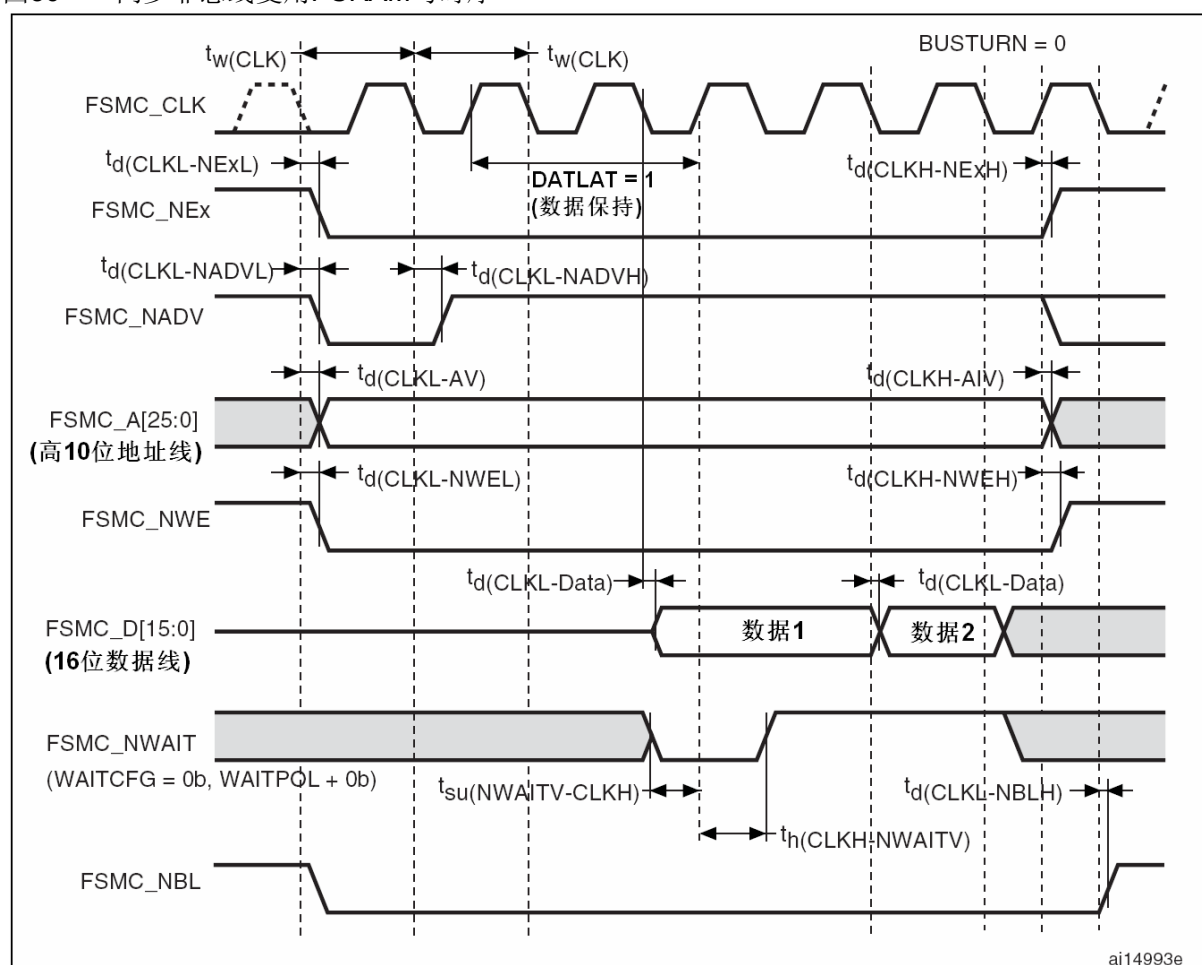 BUSTURN = 0
tw(CLK)
tw(CLK)
FSMC_CLK
td(CLKL-NExL)
DATLAT = 1
(数据保持)
td(CLKH-NExH)
FSMC_NEx
td(CLKL-NADVL)
td(CLKL-NADVH)
FSMC_NADV
td(CLKL-AV)
td(CLKH-AIV)
FSMC_A[25:0]
(高10位地址线)
td(CLKL-NWEL)
td(CLKH-NWEH)
FSMC_NWE
td(CLKL-Data)
td(CLKL-Data)
FSMC_D[15:0]
(16位数据线)
数据1
数据2
FSMC_NWAIT
(WAITCFG = 0b, WAITPOL + 0b)
tsu(NWAITV-CLKH)
td(CLKL-NBLH)
th(CLKH-NWAITV)
FSMC_NBL
ai14993e